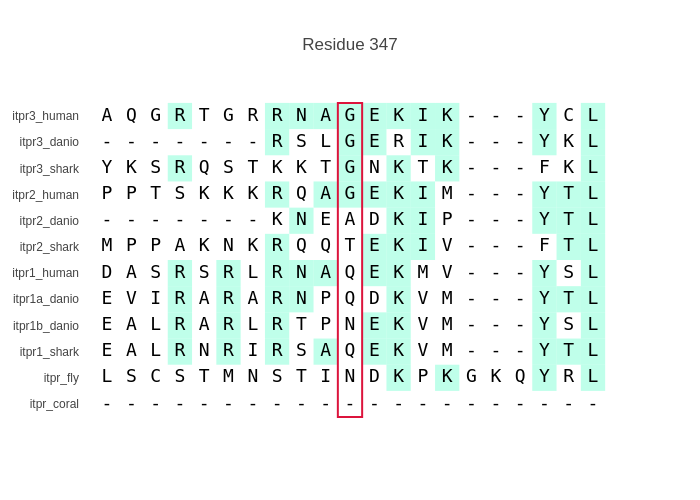 Residue 347
itpr3_human A Q G R T G R R N A G E K I K - - - Y C L
itpr3_danio - - - - - - - R S L G E R I K - - - Y K L
itpr3_shark Y K S R Q S T K K T G N K T K - - - F K L
itpr2_human P P T S K K K R Q A G E K I M - - - Y T L
itpr2_danio - - - - - - - K N E A D K I P - - - Y T L
itpr2_shark M P P A K N K R Q Q T E K I V - - - F T L
itpr1_human D A S R S R L R N A Q E K M V - - - Y S L
itpr1a_danio E V I R A R A R N P Q D K V M - - - Y T L
itpr1b_danio E A L R A R L R T P N E K V M - - - Y S L
itpr1_shark E A L R N R I R S A Q E K V M - - - Y T L
itpr_fly L S C S T M N S T I N D K P K G K Q Y R L
itpr_coral - - - - - - - - - - - - - - - - - - - - -